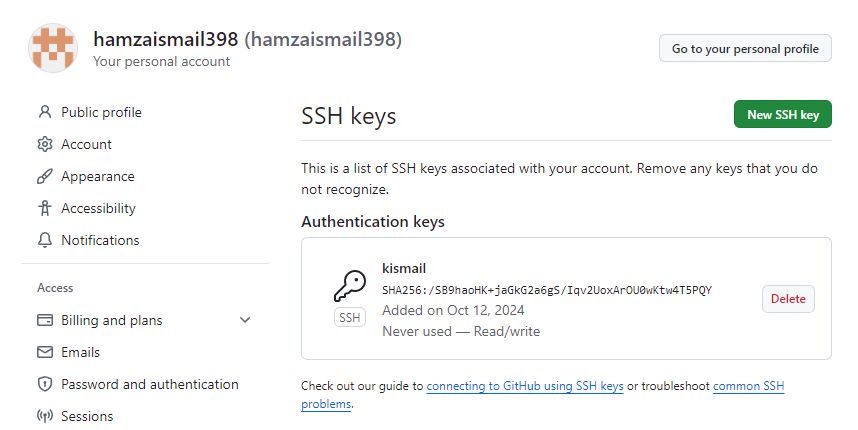 hamzaismail398 (hamzaismail398)
Your personal account
Go to your personal profile
Public profile
Account
Appearance
Accessibility
Notifications
Access
Billing and plans
Emails
Password and authentication
Sessions
SSH keys
New SSH key
This is a list of SSH keys associated with your account. Remove any keys that you do
not recognize.
Authentication keys
kismail
SHA256:/SB9haoHK+jaGkG2a6gS/Iqv2UoxArOU0wKtw4T5PQY
Added on Oct 12, 2024
Never used — Read/write
SSH
Delete
Check out our guide to connecting to GitHub using SSH keys or troubleshoot common SSH
problems.